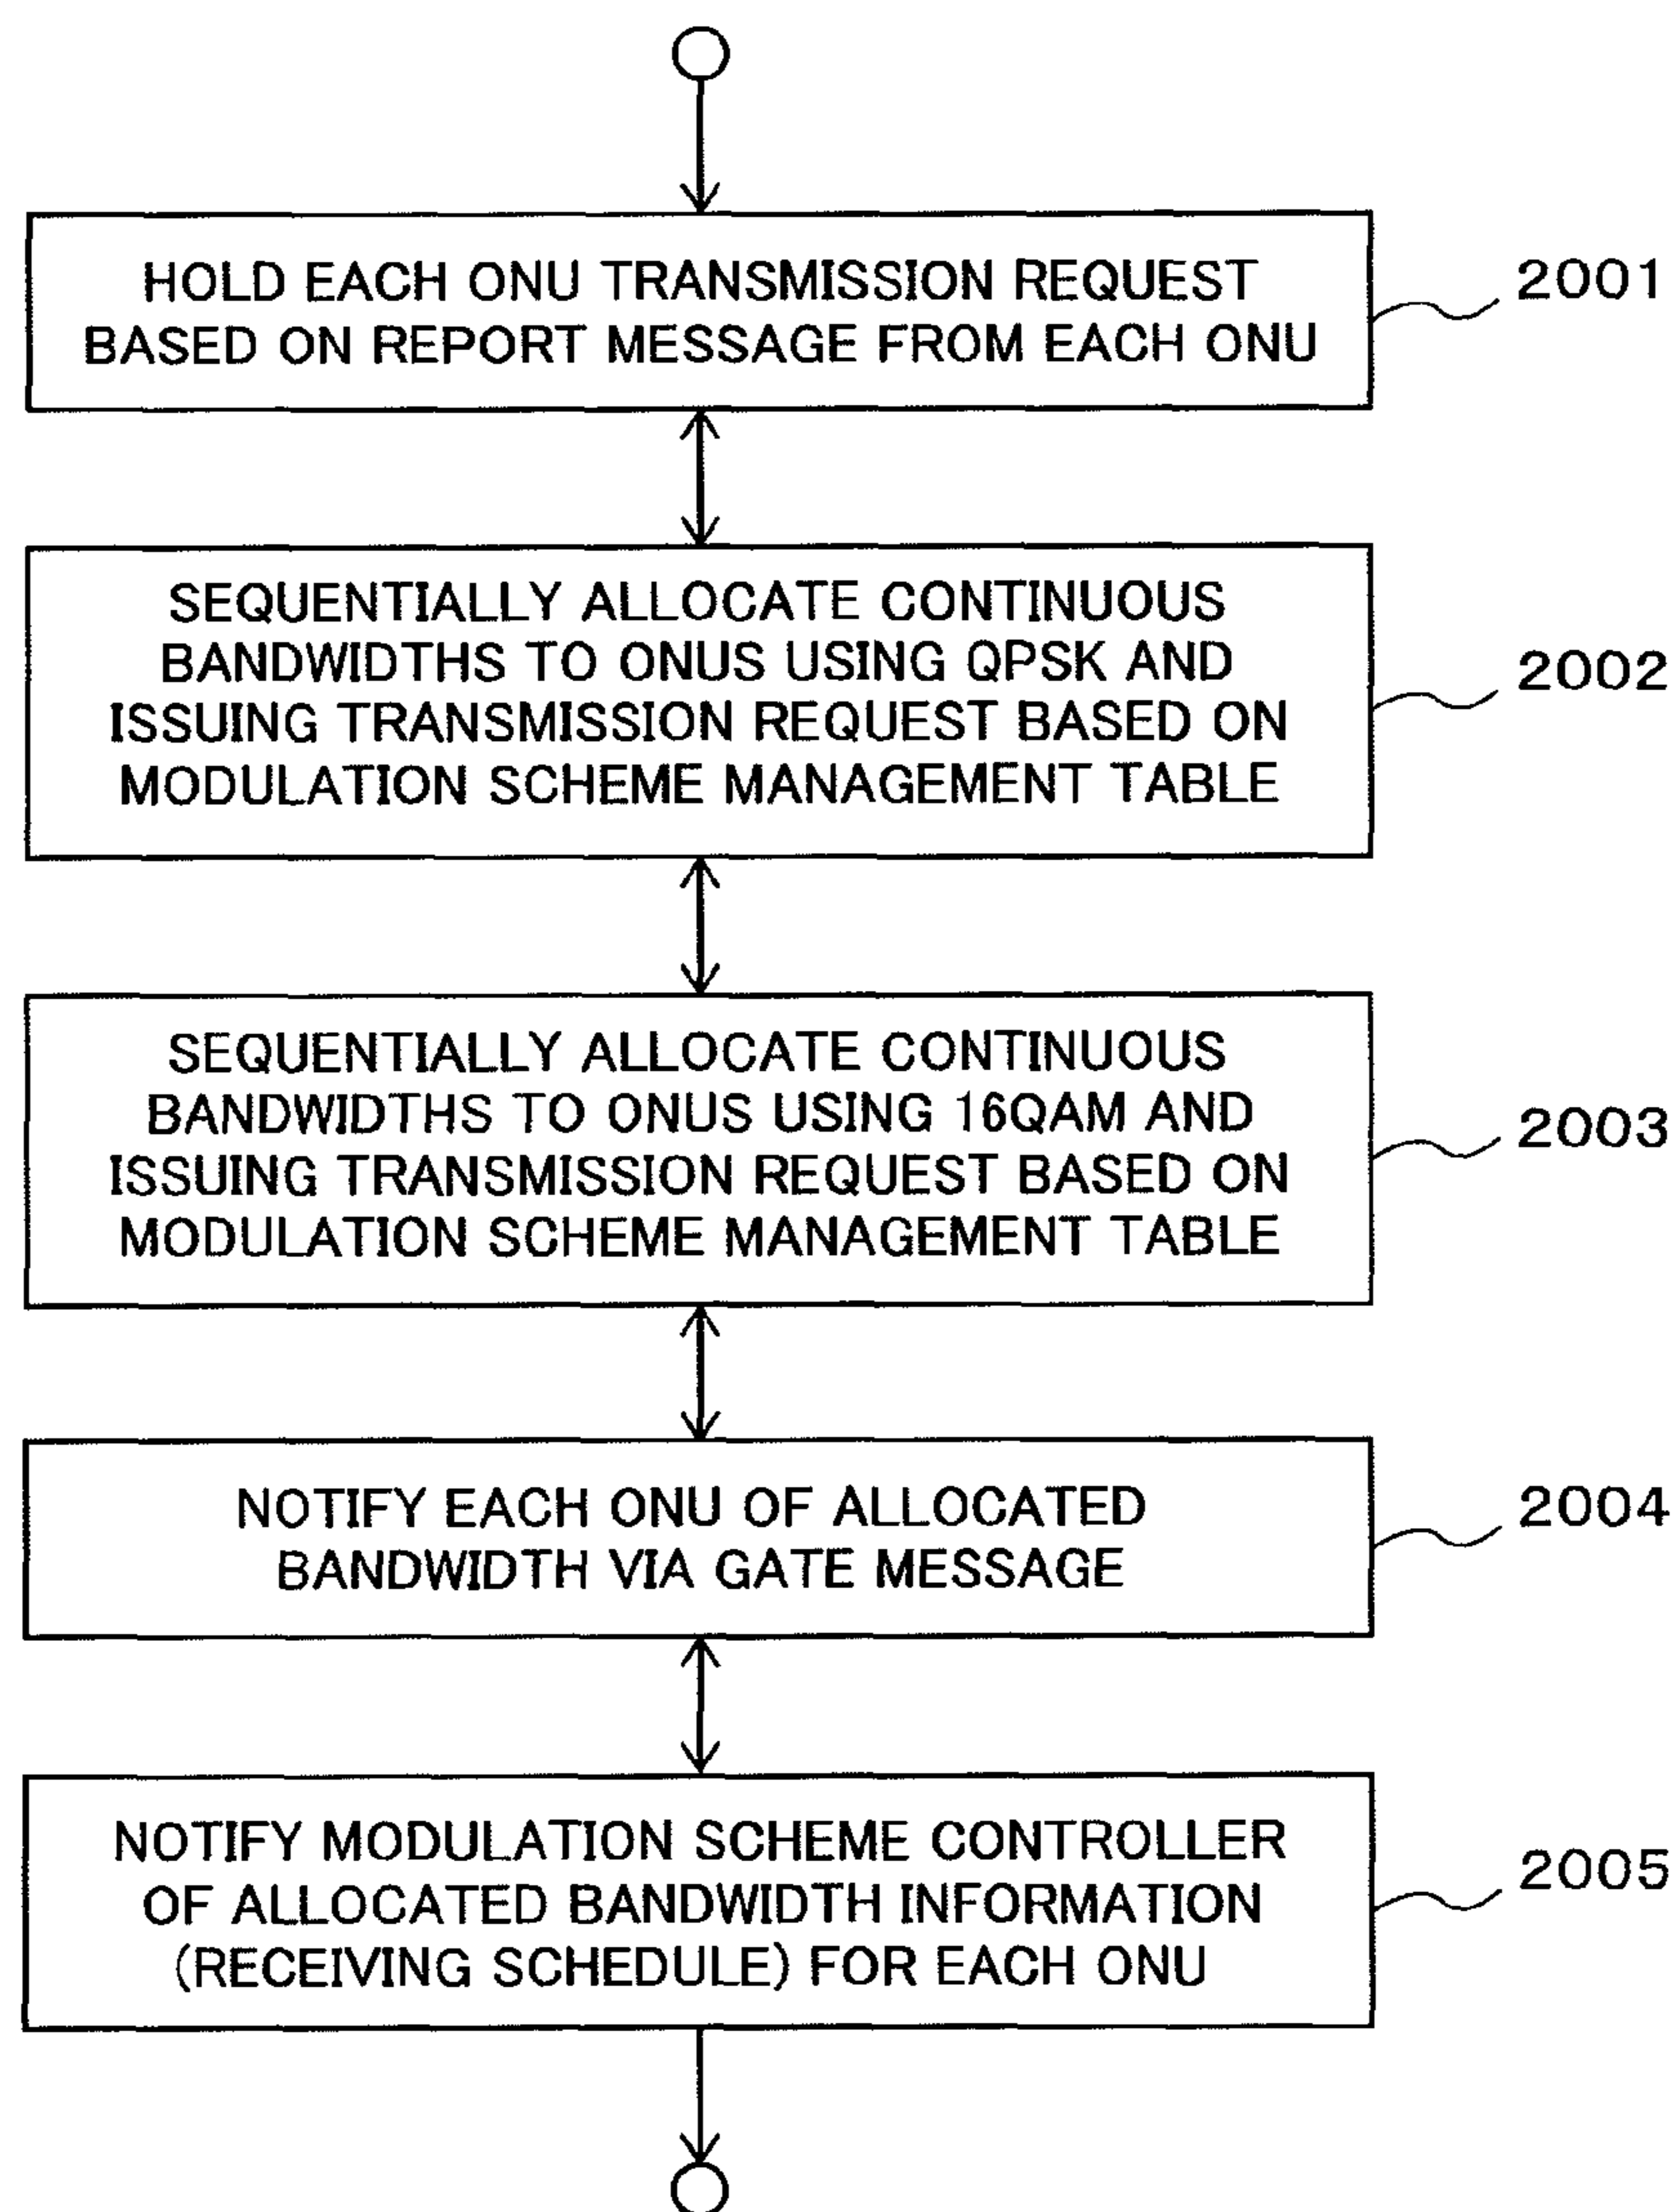 HOLD EACH ONU TRANSMISSION REQUEST
BASED ON REPORT MESSAGE FROM EACH ONU
2001
SEQUENTIALLY ALLOCATE CONTINUOUS
BANDWIDTHS TO ONUS USING QPSK AND
ISSUING TRANSMISSION REQUEST BASED ON
MODULATION SCHEME MANAGEMENT TABLE
2002
SEQUENTIALLY ALLOCATE CONTINUOUS
BANDWIDTHS TO ONUS USING 16QAM AND
ISSUING TRANSMISSION REQUEST BASED ON
MODULATION SCHEME MANAGEMENT TABLE
2003
NOTIFY EACH ONU OF ALLOCATED
BANDWIDTH VIA GATE MESSAGE
2004
NOTIFY MODULATION SCHEME CONTROLLER
OF ALLOCATED BANDWIDTH INFORMATION
(RECEIVING SCHEDULE) FOR EACH ONU
2005